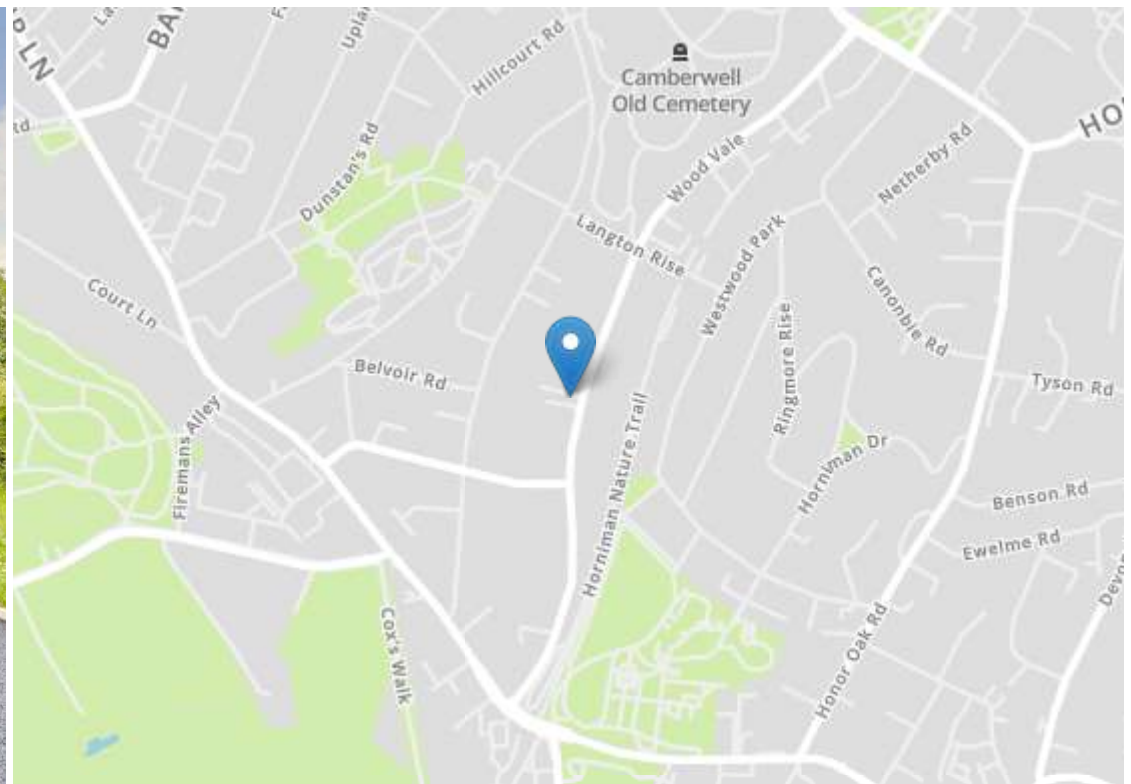 Hillcourt Rd
Camberwell
Old Cemetery
Dunstan's Rd
Wood Vale
Netherby Rd
Langton Rise
Westwood Park
Canonbie Rd
Court Ln
Belvoir Rd
Ringmore Rise
Tyson Rd
Firemans Alley
Horniman Nature Trail
Horniman Dr
Benson Rd
Ewelme Rd
Cox's Walk
Honor Oak Rd